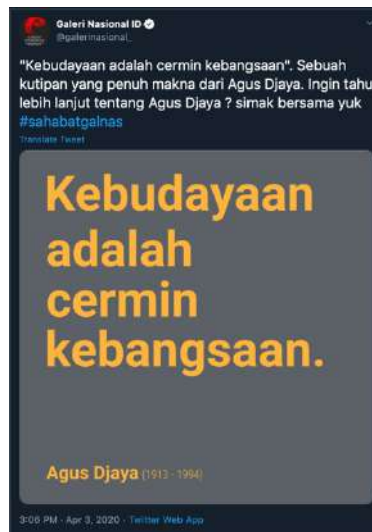 Galeri Nasional ID
@galerinasional_
"Kebudayaan adalah cermin kebangsaan". Sebuah
kutipan yang penuh makna dari Agus Djaya. Ingin tahu
lebih lanjut tentang Agus Djaya ? simak bersama yuk
#sahabatgalnas
Translate Tweet
Kebudayaan
adalah
cermin
kebangsaan.
Agus Djaya (1913 - 1994)
3:06 PM · Apr 3, 2020 · Twitter Web App